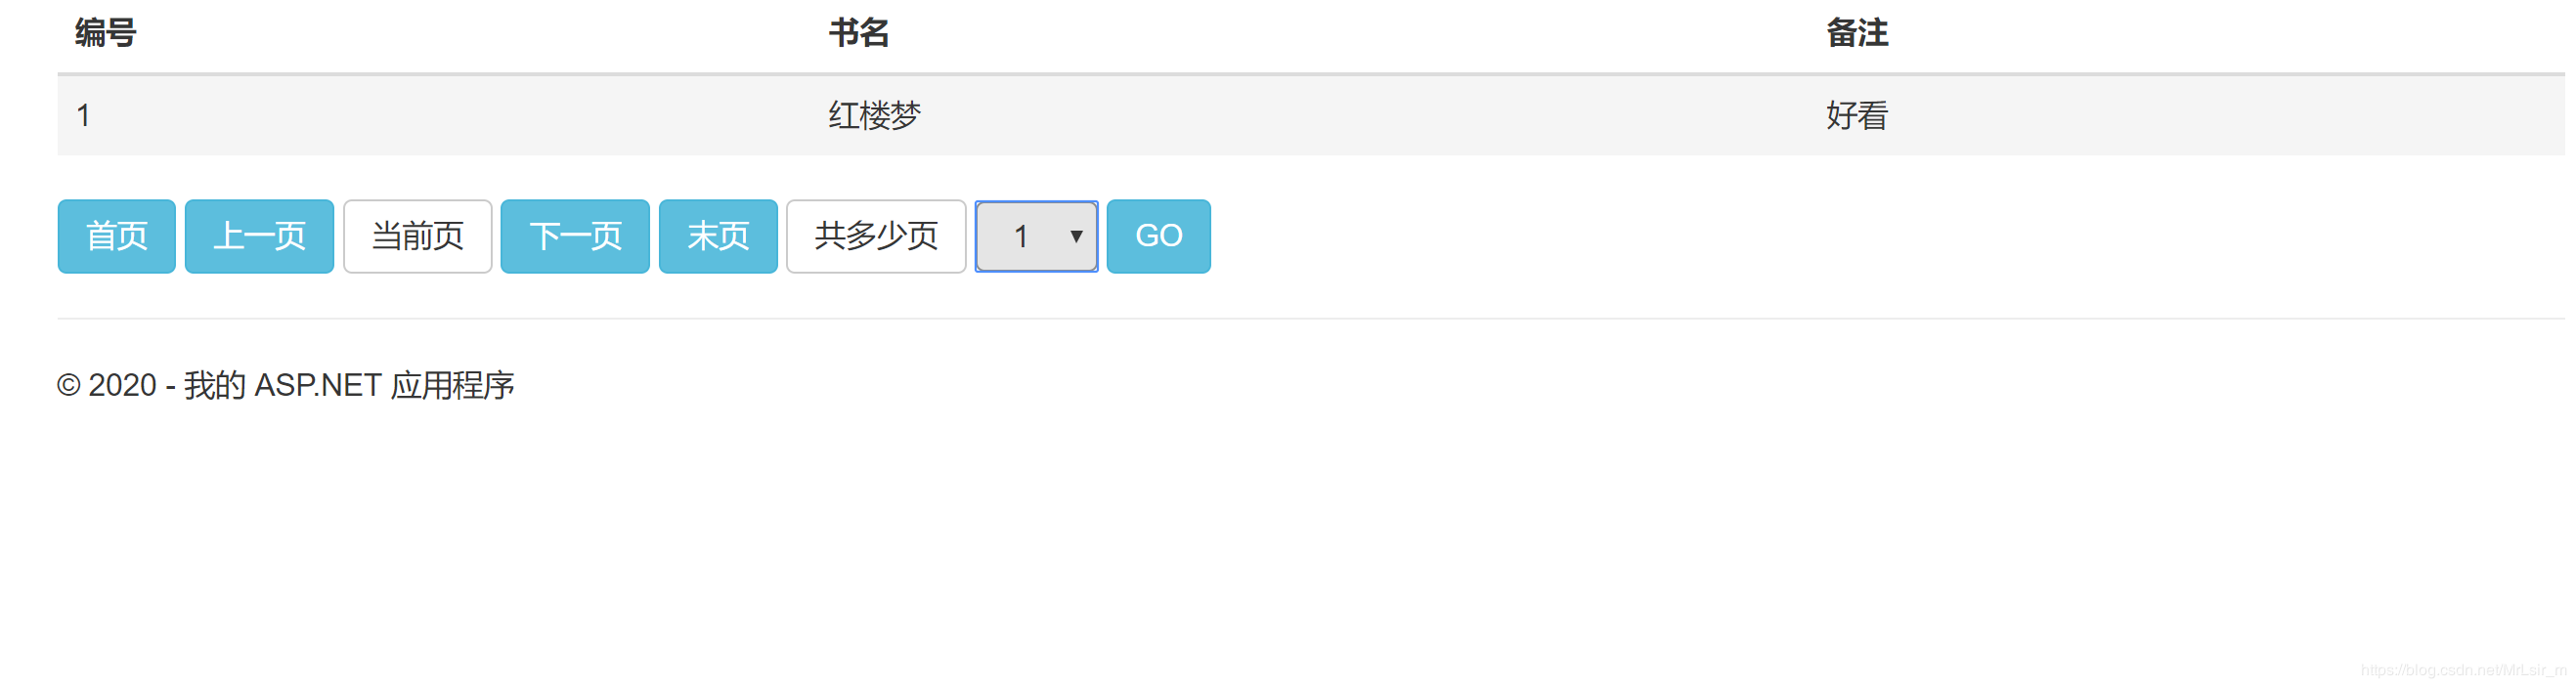 编号 书名 备注
1 红楼梦 好看
首页 上一页 当前页 下一页 末页 共多少页 1 GO
© 2020 - 我的 ASP.NET 应用程序
https://blog.csdn.net/MrLsir_m